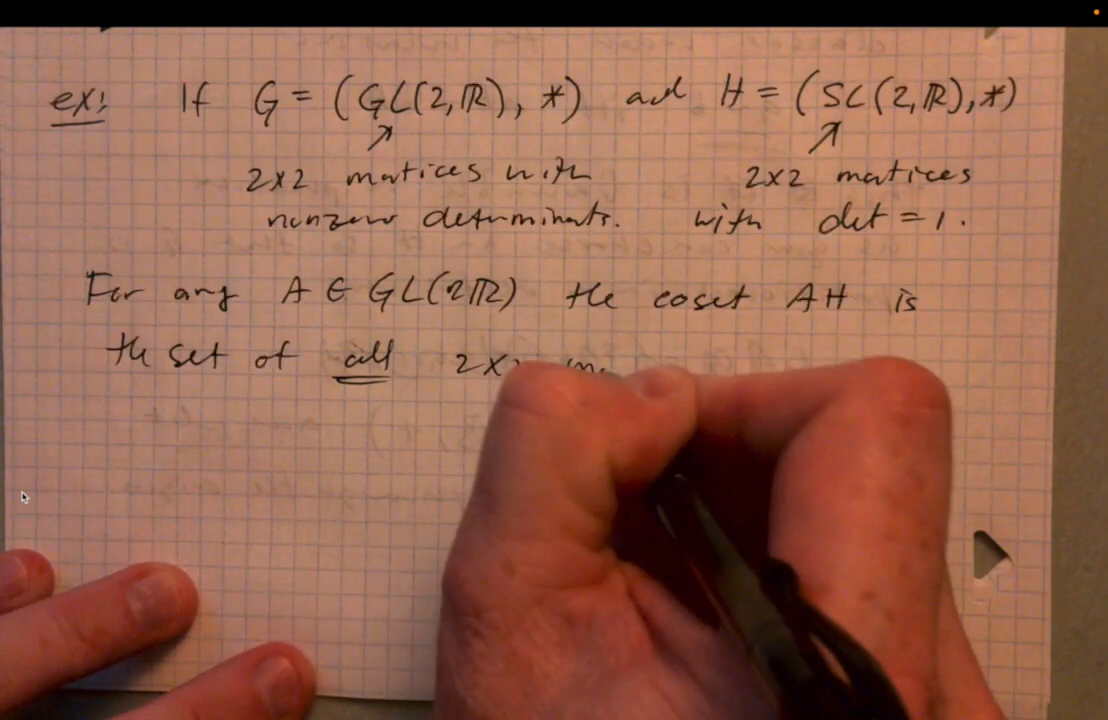 ex: If G = (GL(2,ℝ), *) and H = (SL(2,ℝ),*)
2x2 matrices with 2x2 matrices
nonzero determinants. with det = 1.
For any A ∈ GL(2ℝ) the coset AH is
the set of all 2x